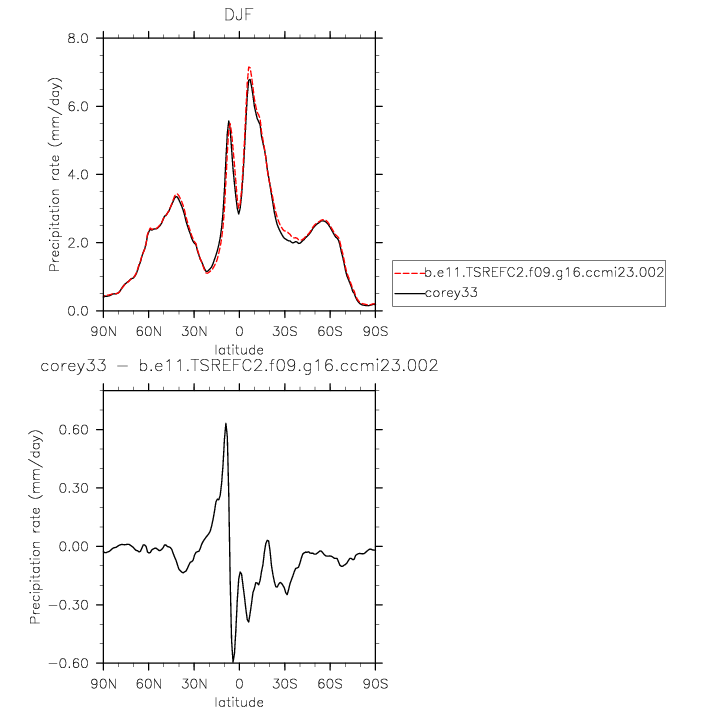 DJF
8.0
6.0
4.0
2.0
0.0
Precipitation rate (mm/day)
90N 60N 30N 0 30S 60S 90S
latitude
b.e11.TSREFC2.f09.g16.ccmi23.002
corey33
corey33 − b.e11.TSREFC2.f09.g16.ccmi23.002
0.60
0.30
0.00
−0.30
−0.60
Precipitation rate (mm/day)
90N 60N 30N 0 30S 60S 90S
latitude